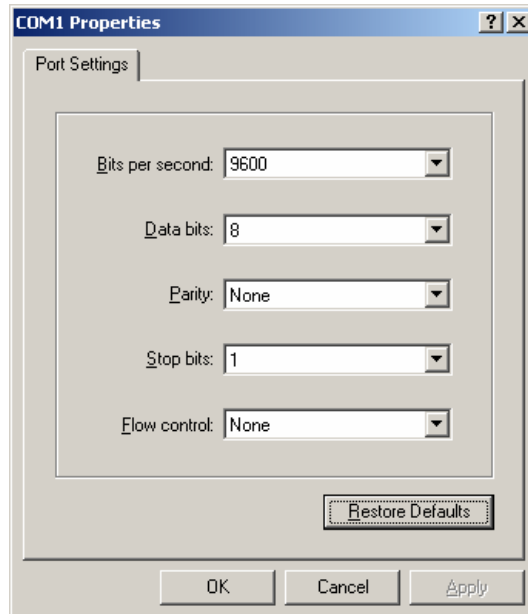 COM1 Properties
Port Settings
Bits per second: 9600
Data bits: 8
Parity: None
Stop bits: 1
Flow control: None
Restore Defaults
OK Cancel Apply